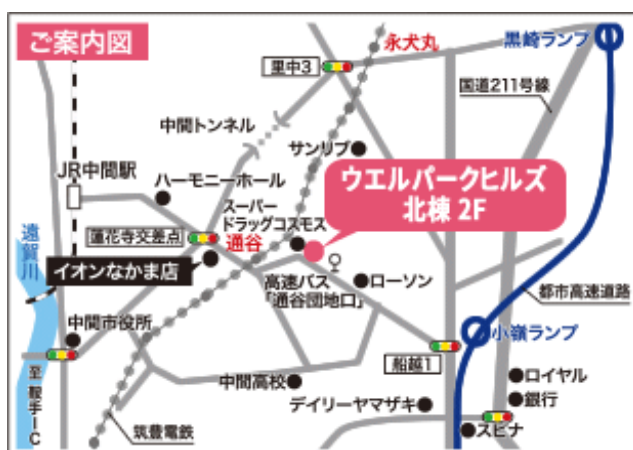 ご案内図
永犬丸
黒崎ランプ
里中3
国道211号線
中間トンネル
サンリブ
JR中間駅
ハーモニーホール
ウエルパークヒルズ
北棟 2F
スーパー
ドラッグコスモス
蓮花寺交差点
通谷
遠賀川
イオンなかま店
高速バス
「通谷団地口」
ローソン
都市高速道路
中間市役所
小嶺ランプ
船越1
至 鞍手IC
中間高校
ロイヤル
デイリーヤマザキ
銀行
筑豊電鉄
スピナ